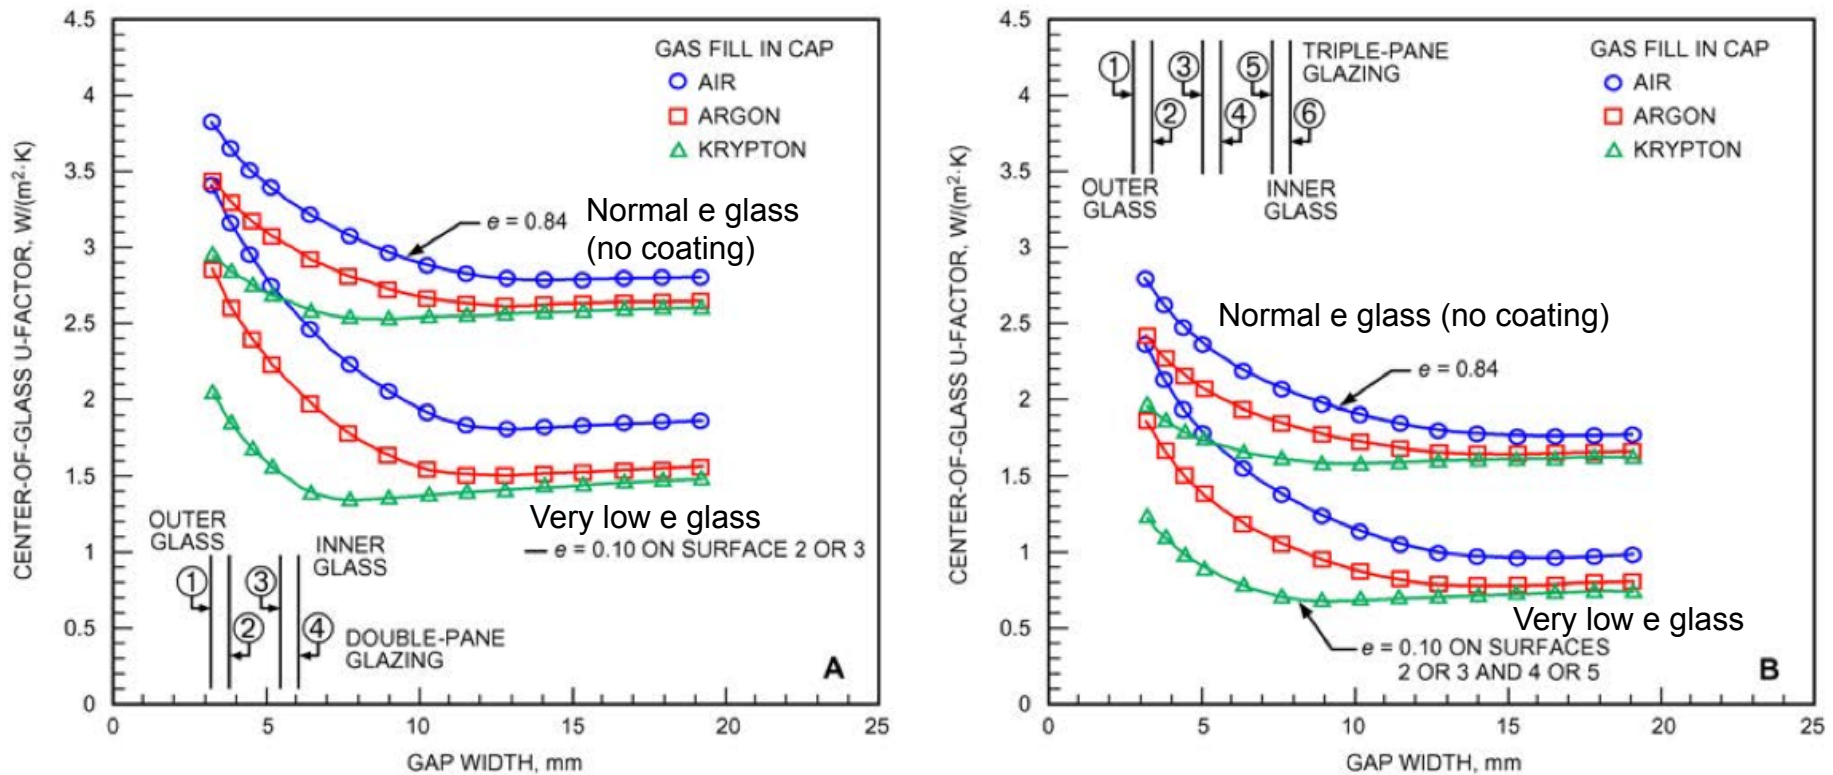 CENTER-OF-GLASS U-FACTOR, W/(m²·K)
4.5
4
3.5
3
2.5
2
1.5
1
0.5
0
GAS FILL IN CAP
AIR
ARGON
KRYPTON
e = 0.84
Normal e glass
(no coating)
Very low e glass
e = 0.10 ON SURFACE 2 OR 3
OUTER
GLASS
INNER
GLASS
1
3
2
4
DOUBLE-PANE
GLAZING
A
0 5 10 15 20 25
GAP WIDTH, mm
CENTER-OF-GLASS U-FACTOR, W/(m²·K)
4.5
4
3.5
3
2.5
2
1.5
1
0.5
0
1
3
5
TRIPLE-PANE
GLAZING
2
4
6
OUTER
GLASS
INNER
GLASS
GAS FILL IN CAP
AIR
ARGON
KRYPTON
Normal e glass (no coating)
e = 0.84
Very low e glass
e = 0.10 ON SURFACES
2 OR 3 AND 4 OR 5
B
0 5 10 15 20 25
GAP WIDTH, mm